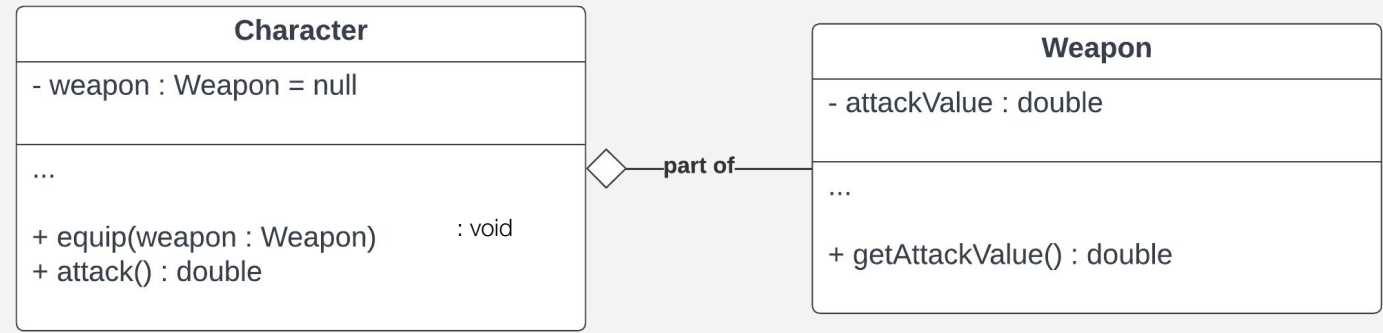 Character
- weapon : Weapon = null
...
+ equip(weapon : Weapon) : void
+ attack() : double
part of
Weapon
- attackValue : double
...
+ getAttackValue() : double